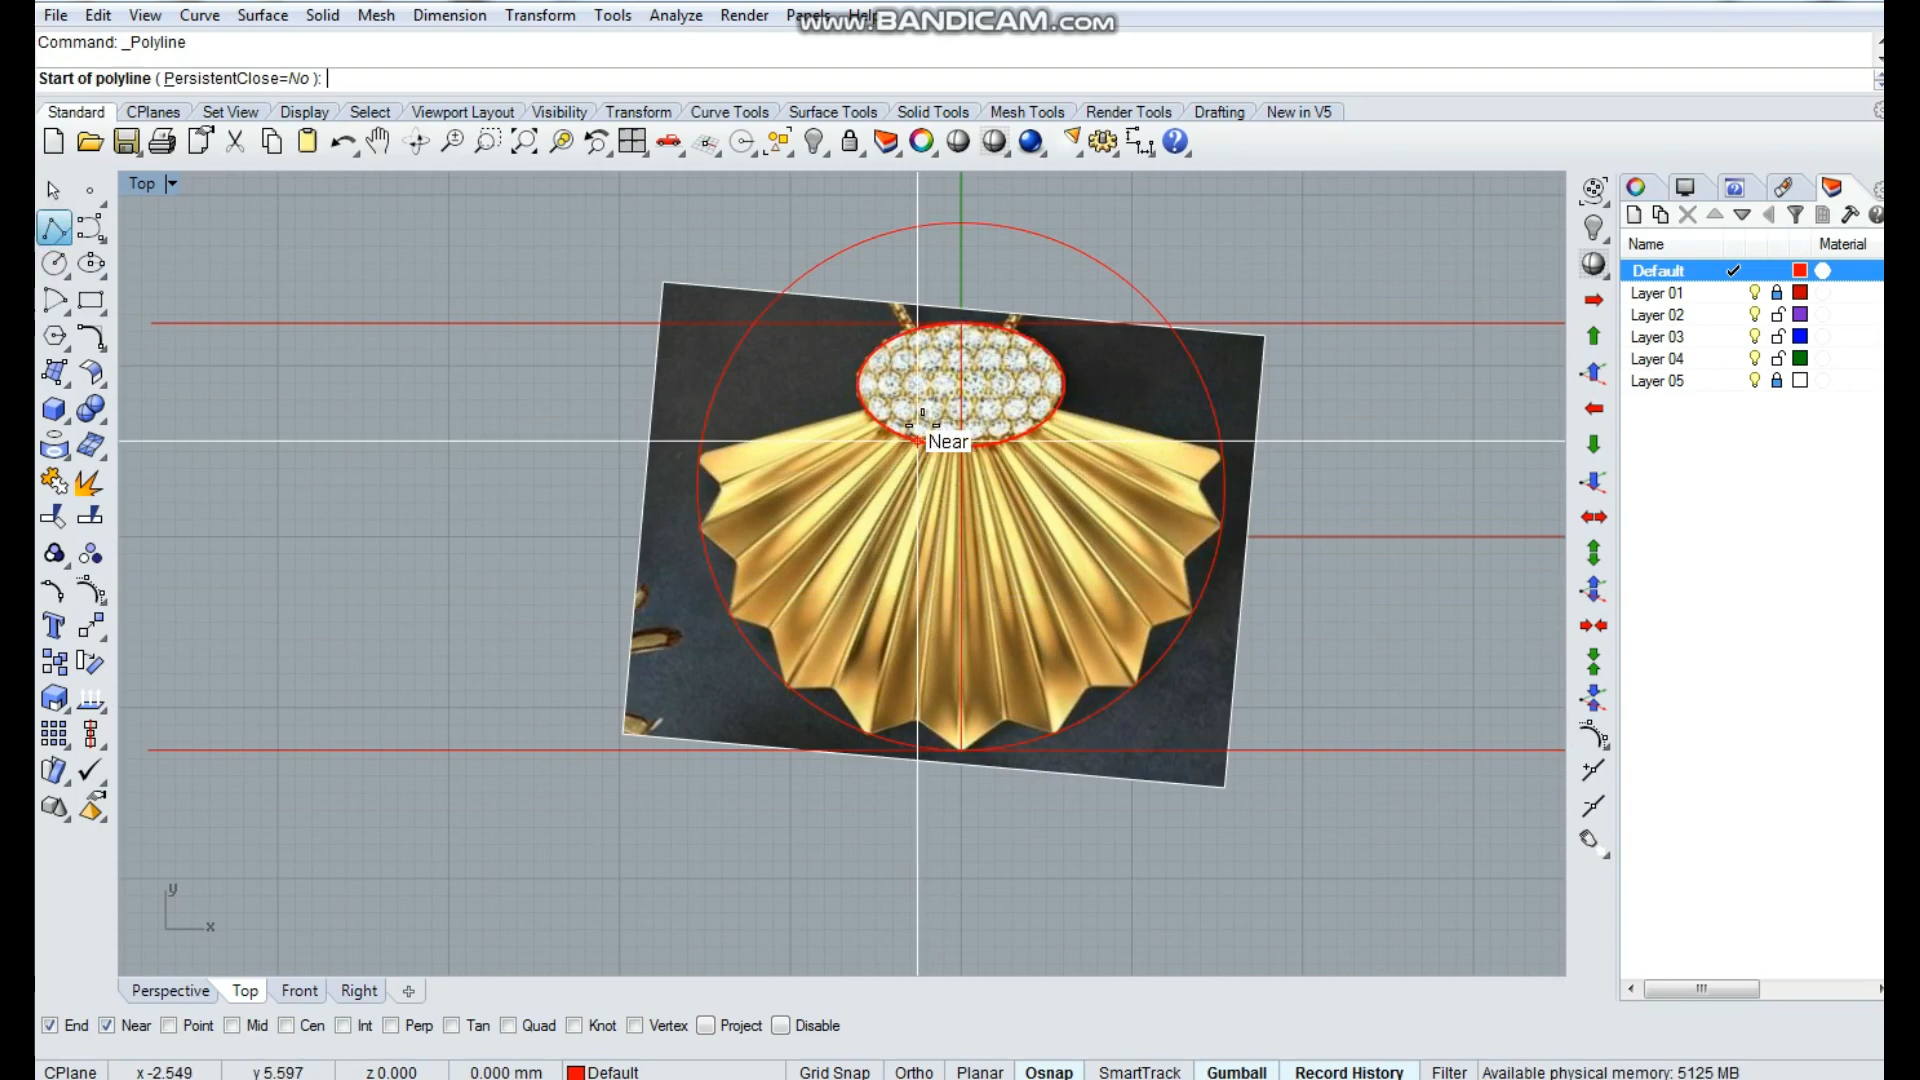 File Edit View Curve Surface Solid Mesh Dimension Transform Tools Analyze Render Panels Help
www.BANDICAM.com
Command: _Polyline
Start of polyline ( PersistentClose=No ):
Standard CPlanes Set View Display Select Viewport Layout Visibility Transform Curve Tools Surface Tools Solid Tools Mesh Tools Render Tools Drafting New in V5
Top
Name Material
Default
Layer 01
Layer 02
Layer 03
Layer 04
Layer 05
Near
y
x
Perspective Top Front Right
End Near Point Mid Cen Int Perp Tan Quad Knot Vertex Project Disable
CPlane x -2.549 y 5.597 z 0.000 0.000 mm Default Grid Snap Ortho Planar Osnap SmartTrack Gumball Record History Filter Available physical memory: 5125 MB